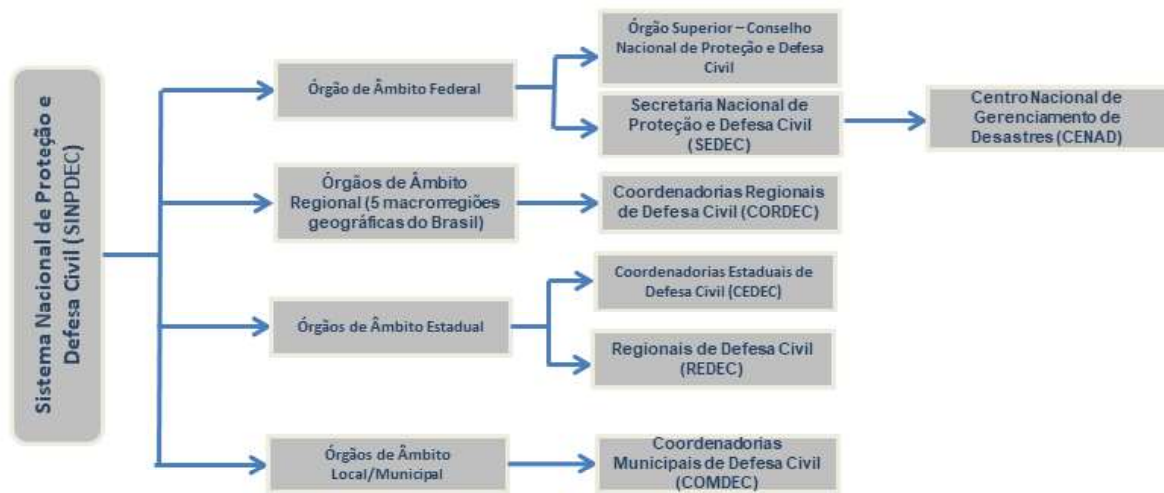 Sistema Nacional de Proteção e
Defesa Civil (SINPDEC)
Órgão de Âmbito Federal
Órgão Superior – Conselho
Nacional de Proteção e Defesa
Civil
Secretaria Nacional de
Proteção e Defesa Civil
(SEDEC)
Centro Nacional de
Gerenciamento de
Desastres (CENAD)
Órgãos de Âmbito
Regional (5 macrorregiões
geográficas do Brasil)
Coordenadorias Regionais
de Defesa Civil (CORDEC)
Órgãos de Âmbito Estadual
Coordenadorias Estaduais de
Defesa Civil (CEDEC)
Regionais de Defesa Civil
(REDEC)
Órgãos de Âmbito
Local/Municipal
Coordenadorias
Municipais de Defesa Civil
(COMDEC)